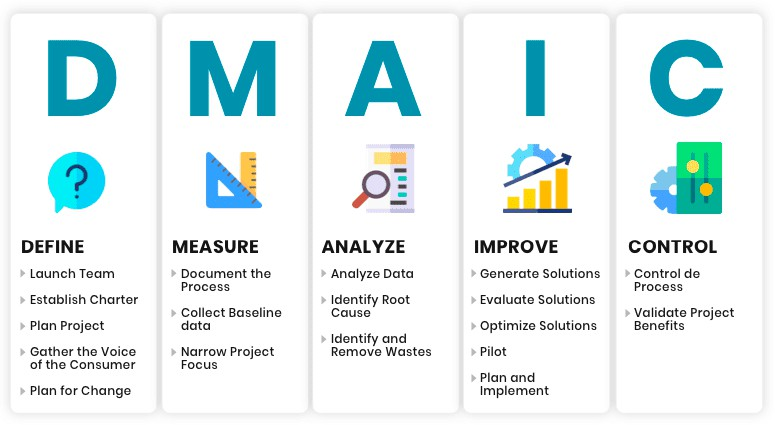 D
M
A
I
C
?
DEFINE
Launch Team
Establish Charter
Plan Project
Gather the Voice
of the Consumer
Plan for Change
MEASURE
Document the
Process
Collect Baseline
data
Narrow Project
Focus
ANALYZE
Analyze Data
Identify Root
Cause
Identify and
Remove Wastes
IMPROVE
Generate Solutions
Evaluate Solutions
Optimize Solutions
Pilot
Plan and
Implement
CONTROL
Control de
Process
Validate Project
Benefits